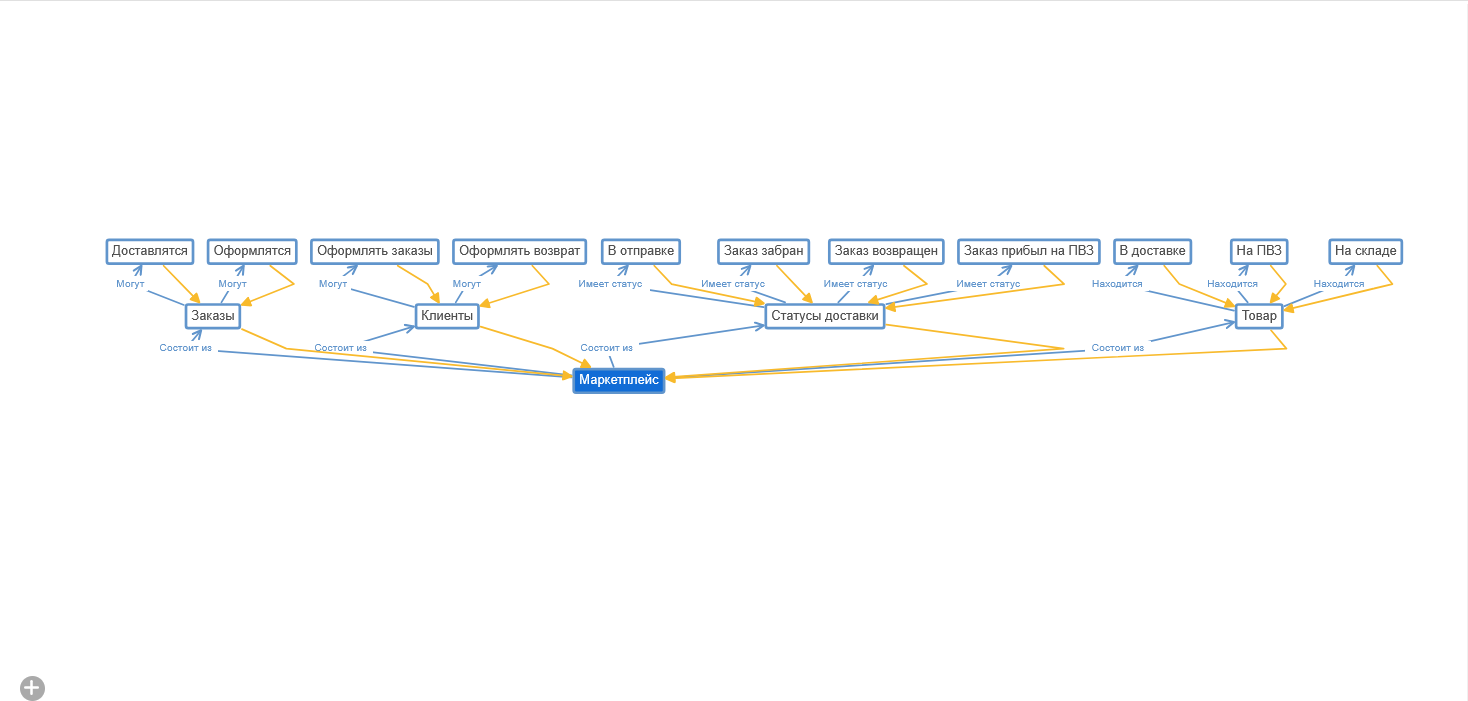 Доставлятся
Оформлятся
Оформлять заказы
Оформлять возврат
В отправке
Заказ забран
Заказ возвращен
Заказ прибыл на ПВЗ
В доставке
На ПВЗ
На складе
Могут
Могут
Могут
Могут
Имеет статус
Имеет статус
Имеет статус
Имеет статус
Находится
Находится
Находится
Заказы
Клиенты
Статусы доставки
Товар
Состоит из
Состоит из
Состоит из
Состоит из
Маркетплейс